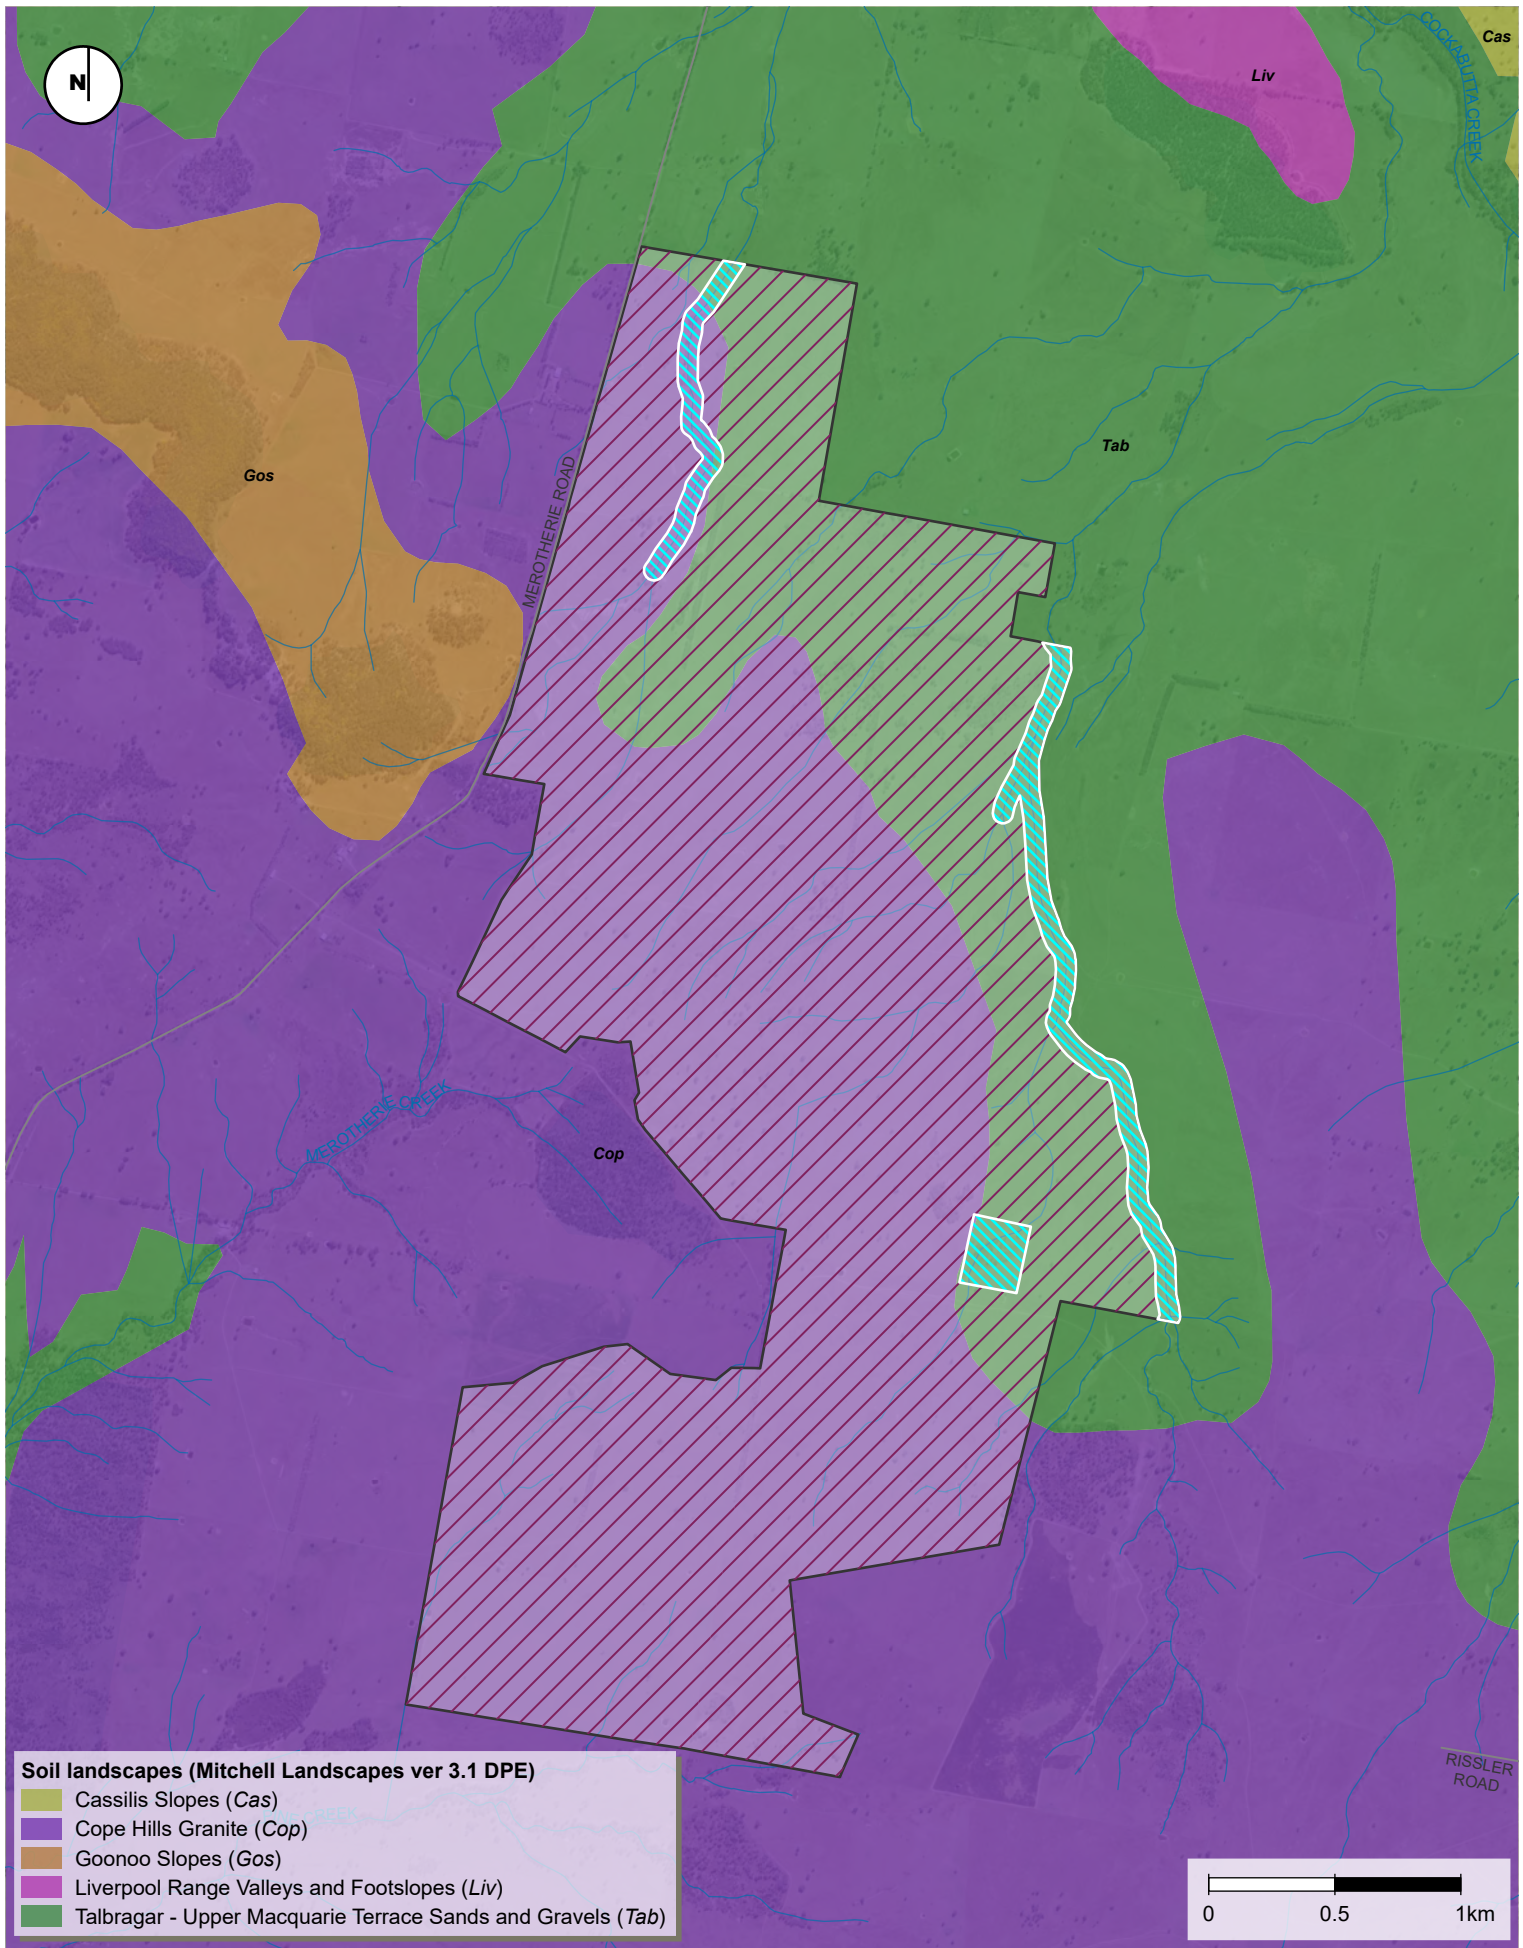 N
COCKABUTTA CREEK
Cas
Liv
Tab
Gos
MEROTHERIE ROAD
MEROTHERIE CREEK
Cop
RISSLER
ROAD
Soil landscapes (Mitchell Landscapes ver 3.1 DPE)
Cassilis Slopes (Cas)
Cope Hills Granite (Cop)
CREEK
Goonoo Slopes (Gos)
Liverpool Range Valleys and Footslopes (Liv)
Talbragar - Upper Macquarie Terrace Sands and Gravels (Tab)
0 0.5 1km